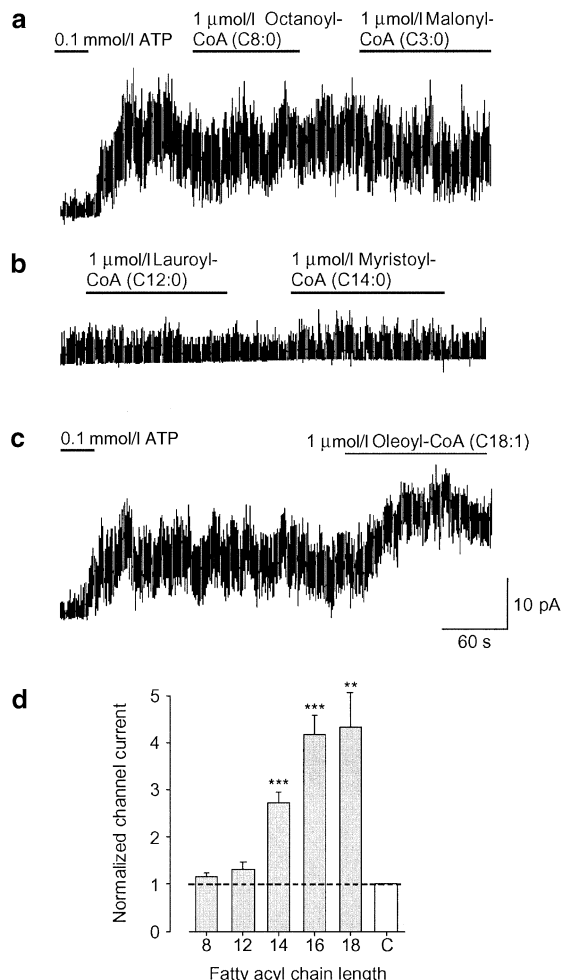 a
0.1 mmol/l ATP
1 µmol/l Octanoyl-
CoA (C8:0)
1 µmol/l Malonyl-
CoA (C3:0)
b
1 µmol/l Lauroyl-
CoA (C12:0)
1 µmol/l Myristoyl-
CoA (C14:0)
c
0.1 mmol/l ATP
1 µmol/l Oleoyl-CoA (C18:1)
10 pA
60 s
d
Normalized channel current
5
4
3
2
1
0
***
***
**
8 12 14 16 18 C
Fatty acyl chain length